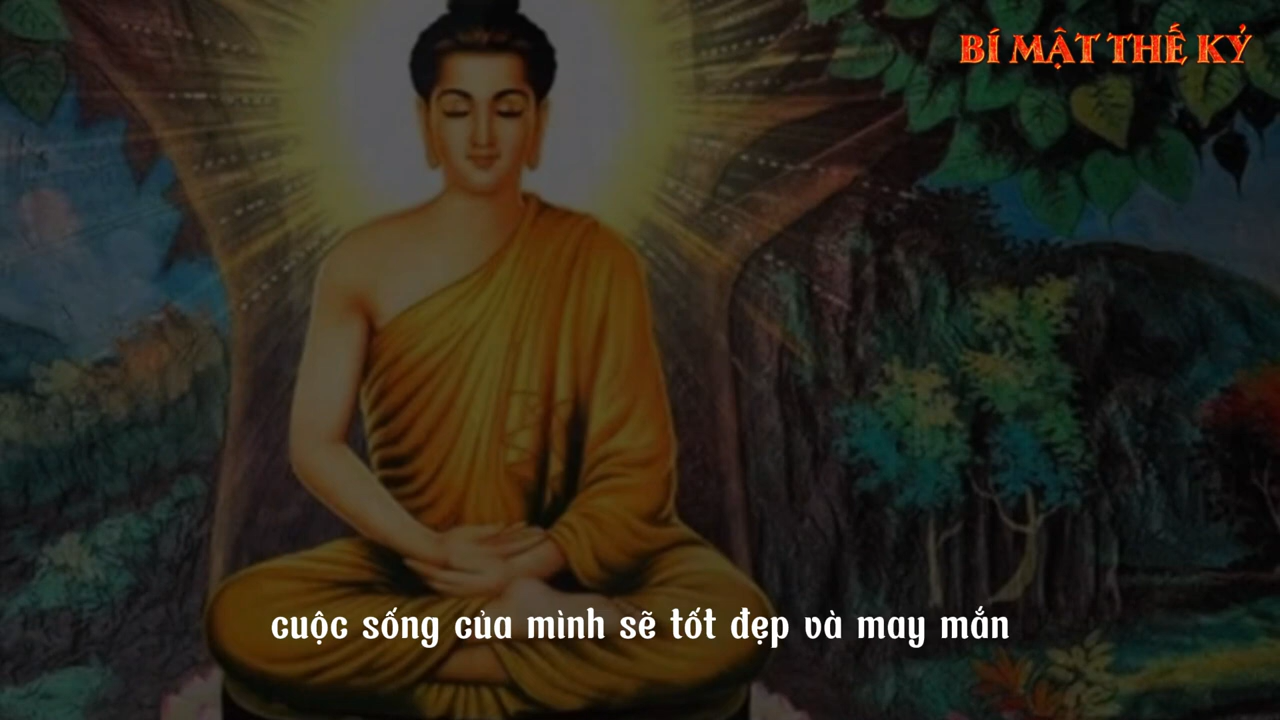 BÍ MẬT THẾ KỶ
cuộc sống của mình sẽ tốt đẹp và may mắn